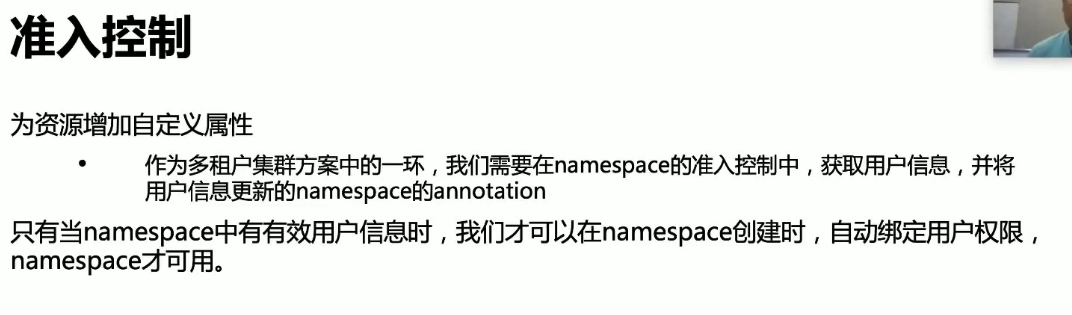 准入控制
为资源增加自定义属性
• 作为多租户集群方案中的一环，我们需要在namespace的准入控制中，获取用户信息，并将
用户信息更新的namespace的annotation
只有当namespace中有有效用户信息时，我们才可以在namespace创建时，自动绑定用户权限，
namespace才可用。